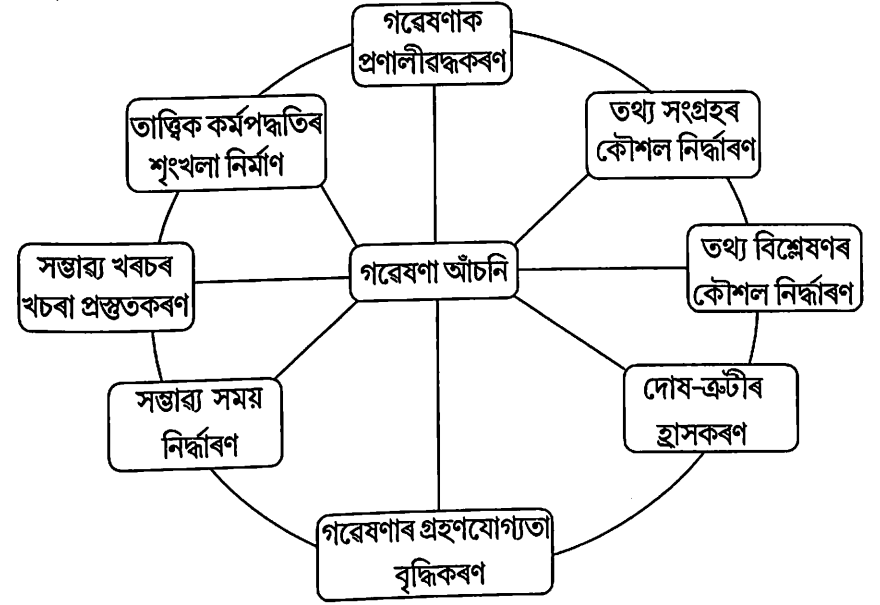 গৱেষণাক
প্ৰণালীৱদ্ধকৰণ
তাত্ত্বিক কৰ্মপদ্ধতিৰ
শৃংখলা নিৰ্মাণ
তথ্য সংগ্ৰহৰ
কৌশল নিৰ্দ্ধাৰণ
সম্ভাৱ্য খৰচৰ
খচৰা প্ৰস্তুতকৰণ
গৱেষণা আঁচনি
তথ্য বিশ্লেষণৰ
কৌশল নিৰ্দ্ধাৰণ
সম্ভাৱ্য সময়
নিৰ্দ্ধাৰণ
দোষ-ত্ৰুটীৰ
হ্ৰাসকৰণ
গৱেষণাৰ গ্ৰহণযোগ্যতা
বৃদ্ধিকৰণ